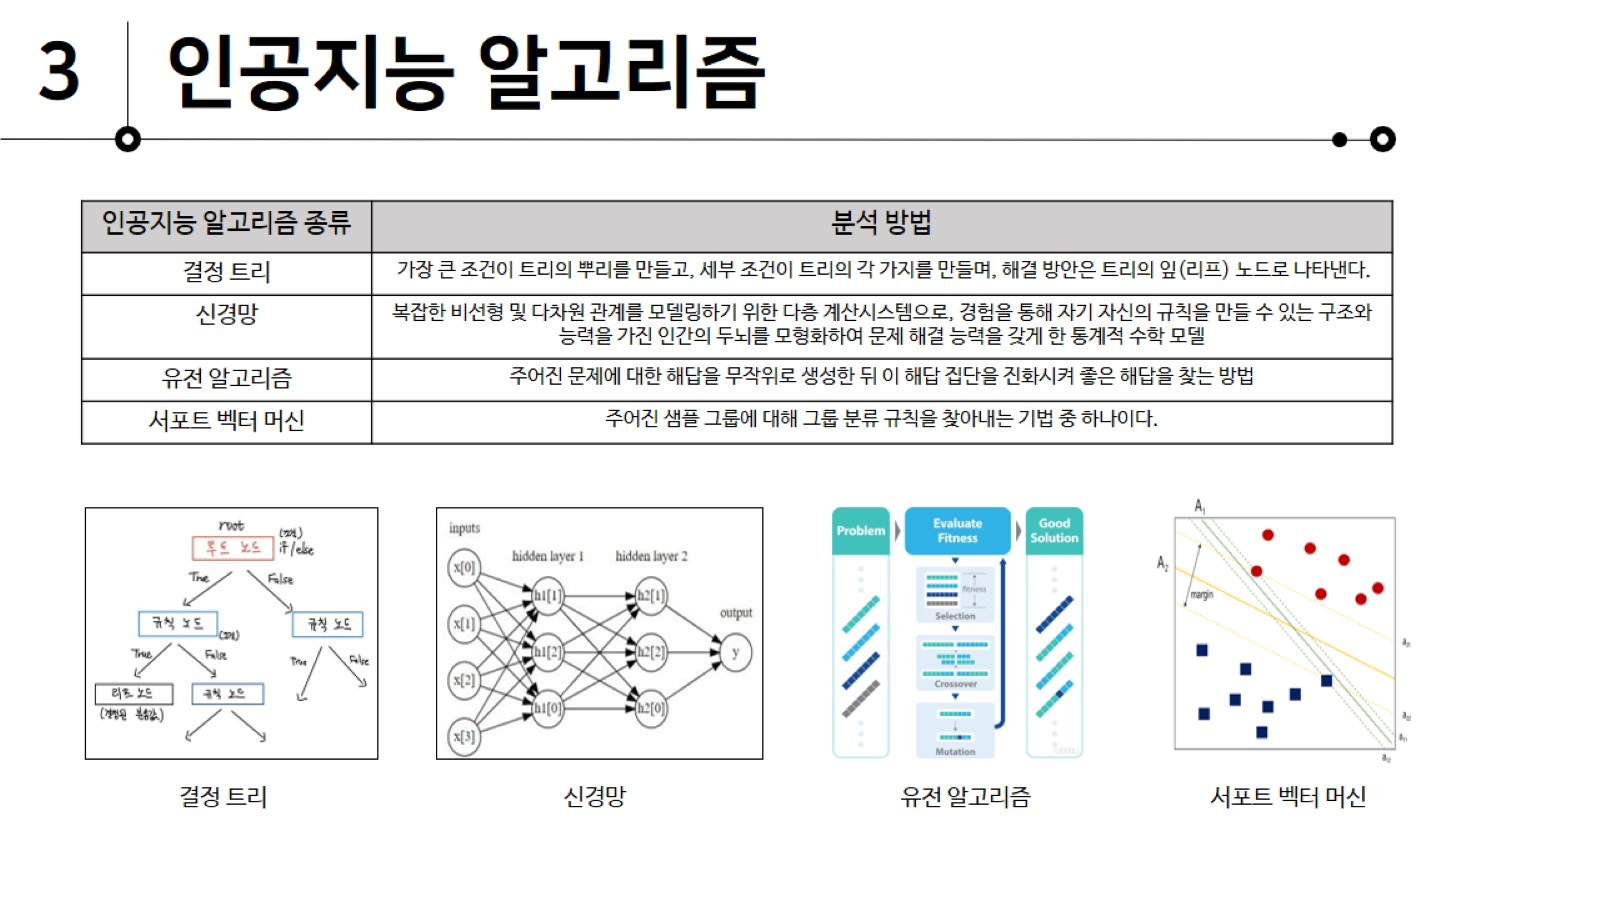 3
인공지능 알고리즘
인공지능 알고리즘 종류
분석 방법
결정 트리
가장 큰 조건이 트리의 뿌리를 만들고, 세부 조건이 트리의 각 가지를 만들며, 해결 방안은 트리의 잎(리프) 노드로 나타낸다.
신경망
복잡한 비선형 및 다차원 관계를 모델링하기 위한 다층 계산시스템으로, 경험을 통해 자기 자신의 규칙을 만들 수 있는 구조와
능력을 가진 인간의 두뇌를 모형화하여 문제 해결 능력을 갖게 한 통계적 수학 모델
유전 알고리즘
주어진 문제에 대한 해답을 무작위로 생성한 뒤 이 해답 집단을 진화시켜 좋은 해답을 찾는 방법
서포트 벡터 머신
주어진 샘플 그룹에 대해 그룹 분류 규칙을 찾아내는 기법 중 하나이다.
root
루트 노드
if/else
True
False
규칙 노드
규칙 노드
True
False
True
False
리프 노드
규칙 노드
inputs
hidden layer 1
hidden layer 2
output
x[0]
x[1]
x[2]
x[3]
h1[1]
h1[2]
h1[0]
h2[1]
h2[2]
h2[0]
y
Problem
Evaluate
Fitness
Good
Solution
fitness
Selection
Crossover
Mutation
A1
A2
margin
결정 트리
신경망
유전 알고리즘
서포트 벡터 머신